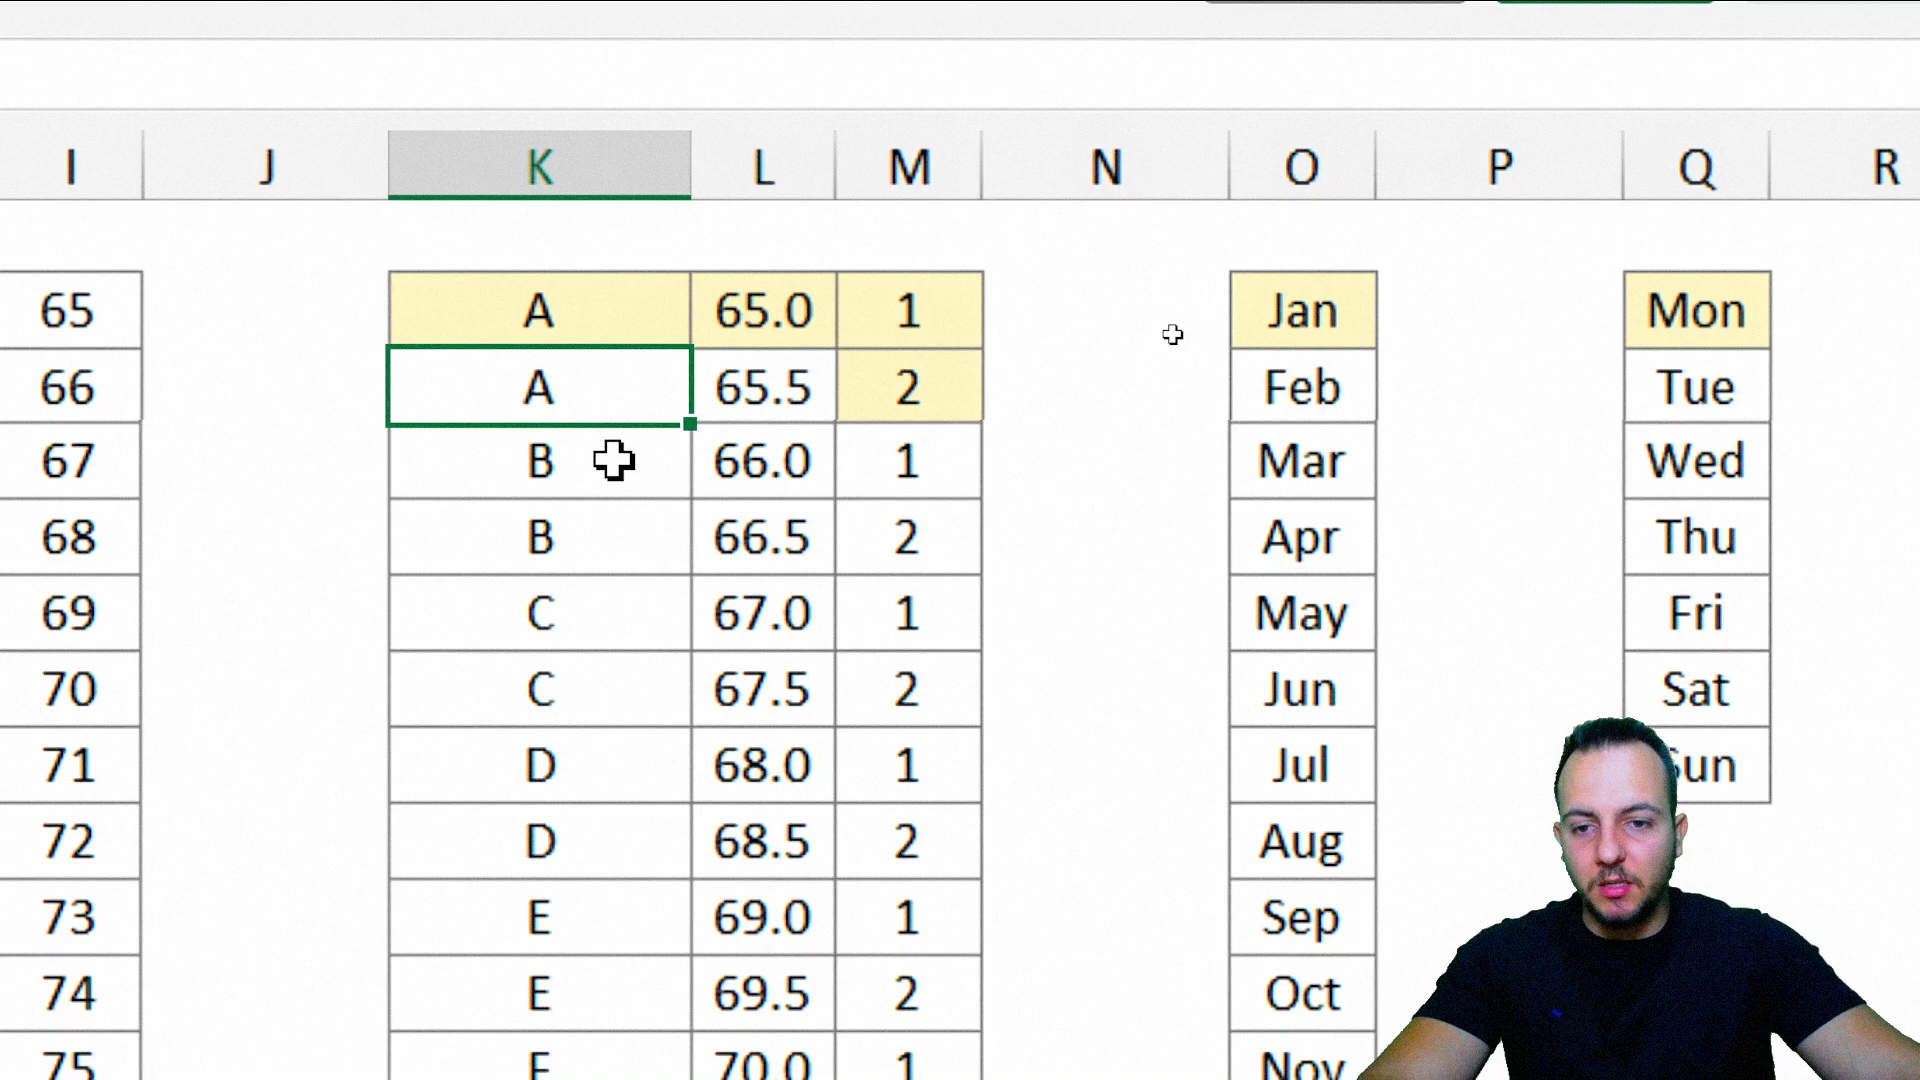 I J K L M N O P Q R
65 A 65.0 1 Jan Mon
66 A 65.5 2 Feb Tue
67 B 66.0 1 Mar Wed
68 B 66.5 2 Apr Thu
69 C 67.0 1 May Fri
70 C 67.5 2 Jun Sat
71 D 68.0 1 Jul Sun
72 D 68.5 2 Aug
73 E 69.0 1 Sep
74 E 69.5 2 Oct
75 F 70.0 1 Nov